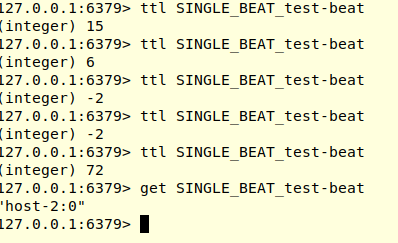 127.0.0.1:6379> ttl SINGLE_BEAT_test-beat
(integer) 15
127.0.0.1:6379> ttl SINGLE_BEAT_test-beat
(integer) 6
127.0.0.1:6379> ttl SINGLE_BEAT_test-beat
(integer) -2
127.0.0.1:6379> ttl SINGLE_BEAT_test-beat
(integer) -2
127.0.0.1:6379> ttl SINGLE_BEAT_test-beat
(integer) 72
127.0.0.1:6379> get SINGLE_BEAT_test-beat
"host-2:0"
127.0.0.1:6379>